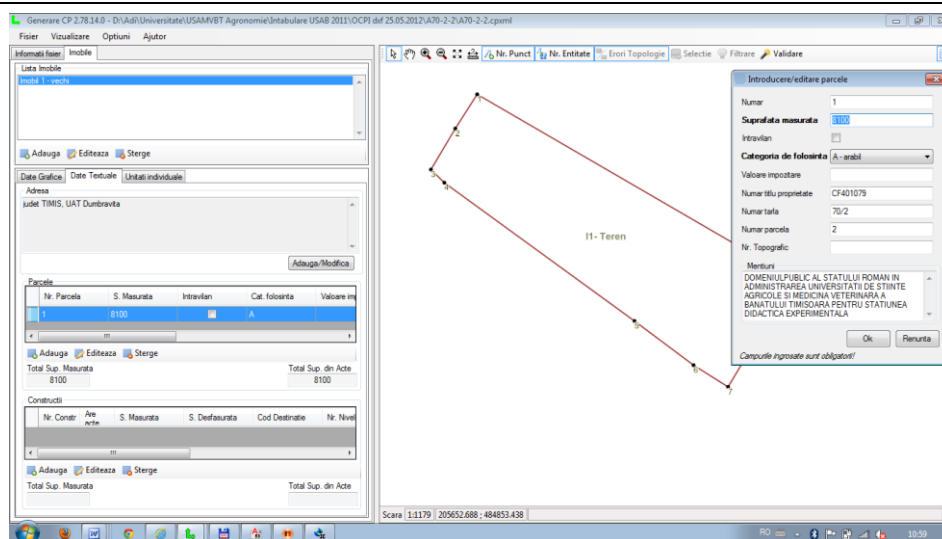 Generare CP 2.78.14.0 - D:\Adi\Universitate\USAMVBT Agronomie\Intabulare USAB 2011\OCPI dxf 25.05.2012\A70-2-2\A70-2-2.cpxml
Fisier Vizualizare Optiuni Ajutor
Informatii fisier Imobile
Nr. Punct Nr. Entitate Erori Topologie Selectie Filtrare Validare
Lista Imobile
Imobil 1 - vechi
Adauga Editeaza Sterge
Date Grafice Date Textuale Unitati individuale
Adresa
judet TIMIS, UAT Dumbravita
Adauga/Modifica
Parcele
Nr. Parcela S. Masurata Intravilan Cat. folosinta Valoare im
1 8100 A
Adauga Editeaza Sterge
Total Sup. Masurata Total Sup. din Acte
8100 8100
Constructii
Nr. Constr Are acte S. Masurata S. Desfasurata Cod Destinatie Nr. Nivel
Adauga Editeaza Sterge
Total Sup. Masurata Total Sup. din Acte
1
2
3
4
I1- Teren
5
6
7
Introducere/editare parcele
Numar 1
Suprafata masurata 8100
Intravilan
Categoria de folosinta A - arabil
Valoare impozitare
Numar titlu proprietate CF401079
Numar tarla 70/2
Numar parcela 2
Nr. Topografic
Mentiuni
DOMENIULPUBLIC AL STATULUI ROMAN IN
ADMINISTRAREA UNIVERSITATII DE STIINTE
AGRICOLE SI MEDICINA VETERINARA A
BANATULUI TIMISOARA PENTRU STATIUNEA
DIDACTICA EXPERIMENTALA
Ok Renunta
Campurile ingrosate sunt obligatorii!
Scara 1:1179 205652.688 ; 484853.438
RO 10:59